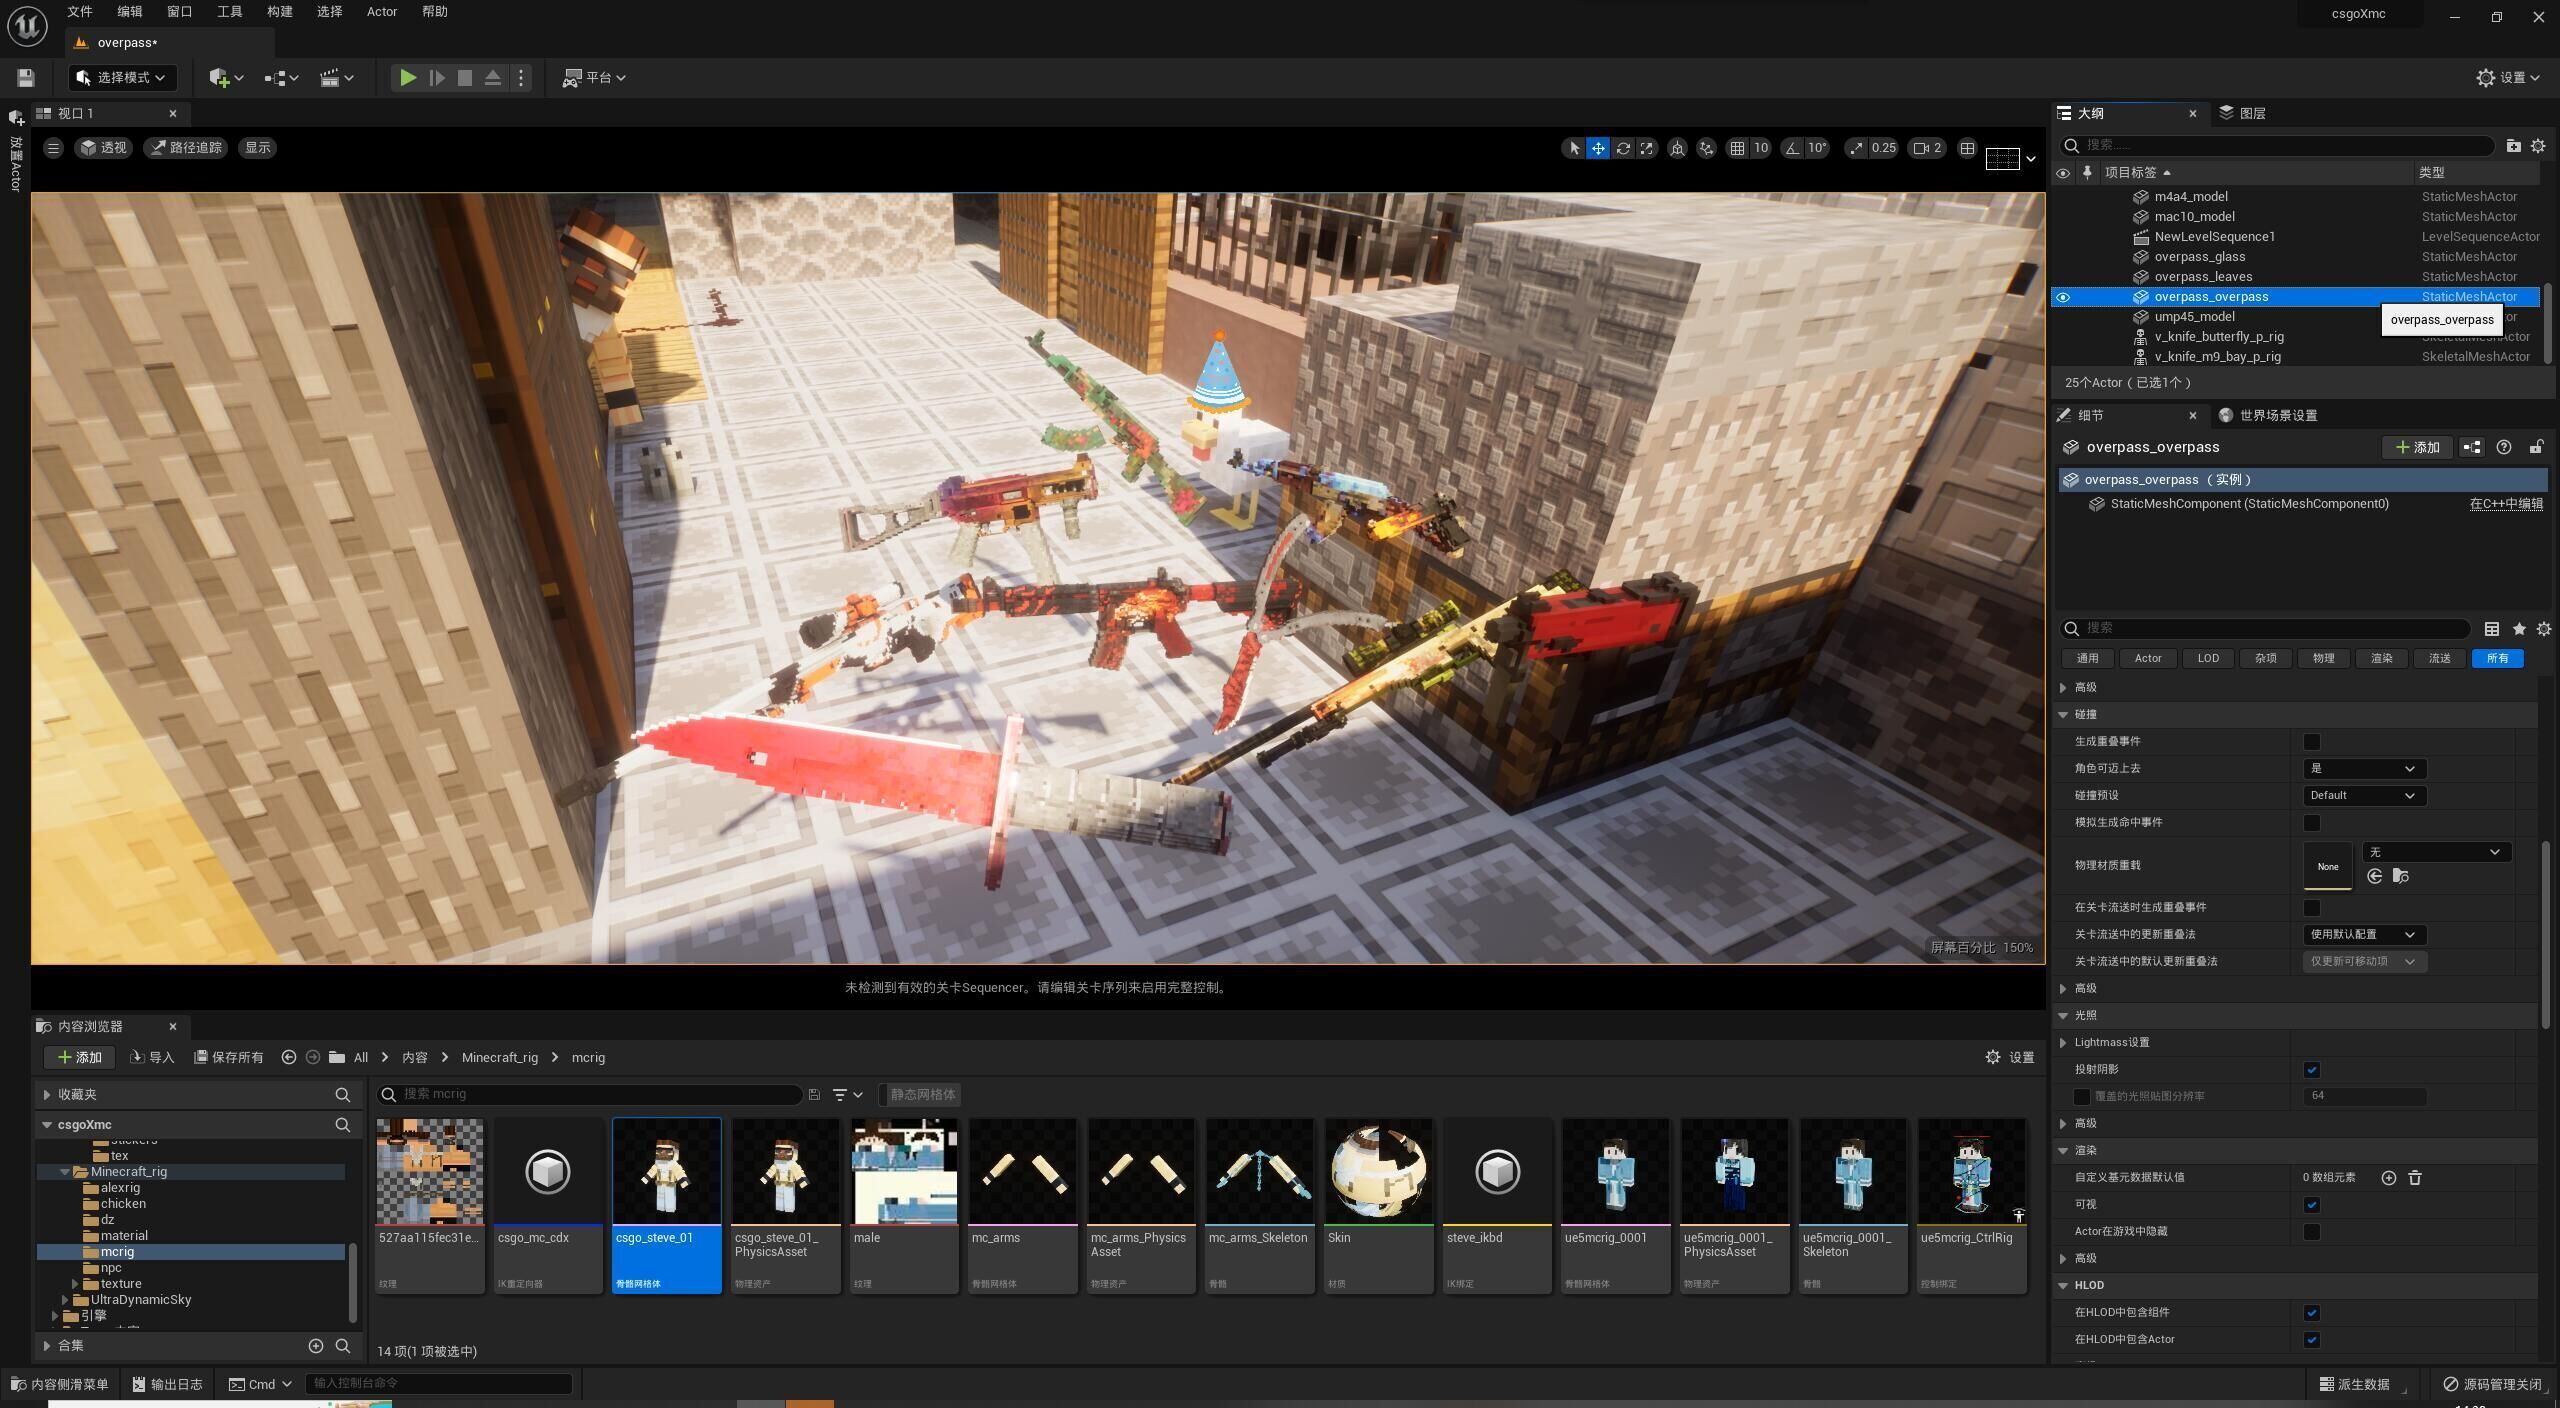 文件 编辑 窗口 工具 构建 选择 Actor 帮助
csgoXmc
overpass*
选择模式
平台
设置
放置Actor
视口 1
透视 路径追踪 显示
10 10° 0.25 2
屏幕百分比 150%
未检测到有效的关卡Sequencer。请编辑关卡序列来启用完整控制。
大纲 图层
搜索......
项目标签 类型
m4a4_model StaticMeshActor
mac10_model StaticMeshActor
NewLevelSequence1 LevelSequenceActor
overpass_glass StaticMeshActor
overpass_leaves StaticMeshActor
overpass_overpass StaticMeshActor
ump45_model
overpass_overpass
v_knife_butterfly_p_rig SkeletalMeshActor
v_knife_m9_bay_p_rig SkeletalMeshActor
25个Actor（已选1个）
细节 世界场景设置
overpass_overpass 添加
overpass_overpass （实例）
StaticMeshComponent (StaticMeshComponent0) 在C++中编辑
搜索
通用 Actor LOD 杂项 物理 渲染 流送 所有
高级
碰撞
生成重叠事件
角色可迈上去 是
碰撞预设 Default
模拟生成命中事件
物理材质重载 None 无
在关卡流送时生成重叠事件
关卡流送中的更新重叠法 使用默认配置
关卡流送中的默认更新重叠法 仅更新可移动项
高级
光照
Lightmass设置
投射阴影
覆盖的光照贴图分辨率 64
高级
渲染
自定义基元数据默认值 0 数组元素
可视
Actor在游戏中隐藏
高级
HLOD
在HLOD中包含组件
在HLOD中包含Actor
内容浏览器
添加 导入 保存所有 All 内容 Minecraft_rig mcrig 设置
收藏夹
csgoXmc
stickers
tex
Minecraft_rig
alexrig
chicken
dz
material
mcrig
npc
texture
UltraDynamicSky
引擎
合集
搜索 mcrig 静态网格体
527aa115fec31e... 纹理
csgo_mc_cdx IK重定向器
csgo_steve_01 骨骼网格体
csgo_steve_01_
PhysicsAsset 物理资产
male 纹理
mc_arms 骨骼网格体
mc_arms_Physics
Asset 物理资产
mc_arms_Skeleton 骨骼
Skin 材质
steve_ikbd IK绑定
ue5mcrig_0001 骨骼网格体
ue5mcrig_0001_
PhysicsAsset 物理资产
ue5mcrig_0001_
Skeleton 骨骼
ue5mcrig_CtrlRig 控制绑定
14 项(1 项被选中)
内容侧滑菜单 输出日志 Cmd 输入控制台命令
派生数据 源码管理关闭